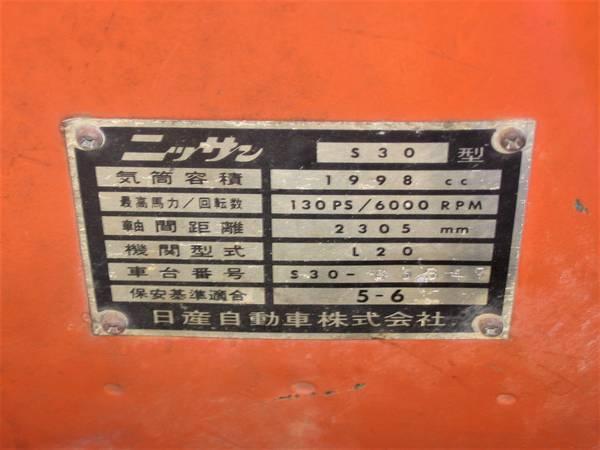 ニッサン S30 型
気筒容積 1998 cc
最高馬力/回転数 130PS/6000RPM
軸間距離 2305 mm
機関型式 L20
車台番号 S30-
保安基準適合 5-6
日産自動車株式会社